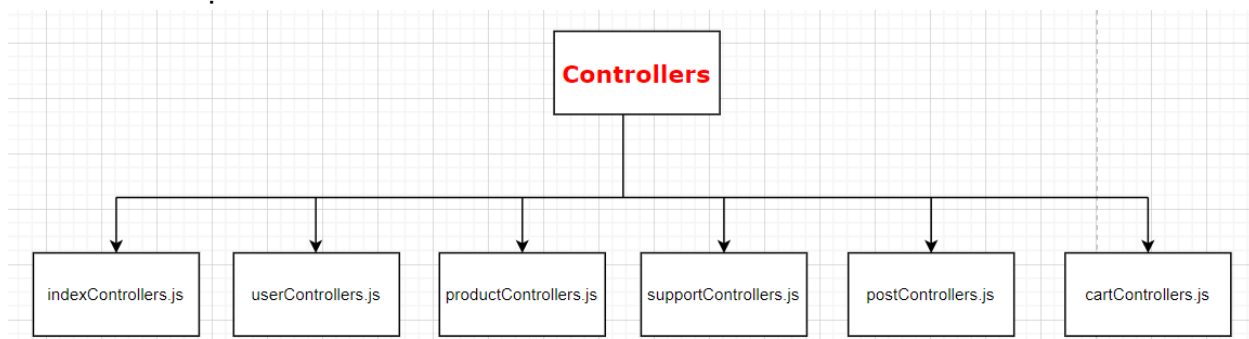 Controllers
indexControllers.js
userControllers.js
productControllers.js
supportControllers.js
postControllers.js
cartControllers.js